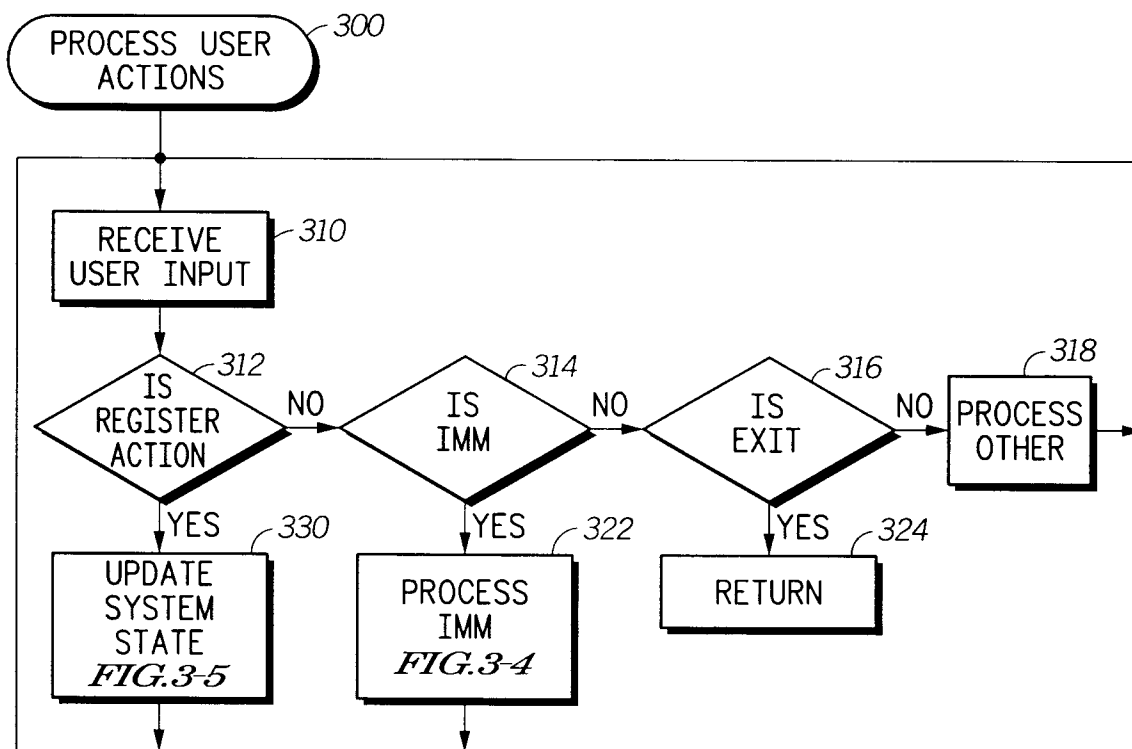 PROCESS USER
ACTIONS
300
RECEIVE
USER INPUT
310
IS
REGISTER
ACTION
312
NO
IS
IMM
314
NO
IS
EXIT
316
NO
PROCESS
OTHER
318
YES
YES
YES
UPDATE
SYSTEM
STATE
FIG.3-5
330
PROCESS
IMM
FIG.3-4
322
RETURN
324